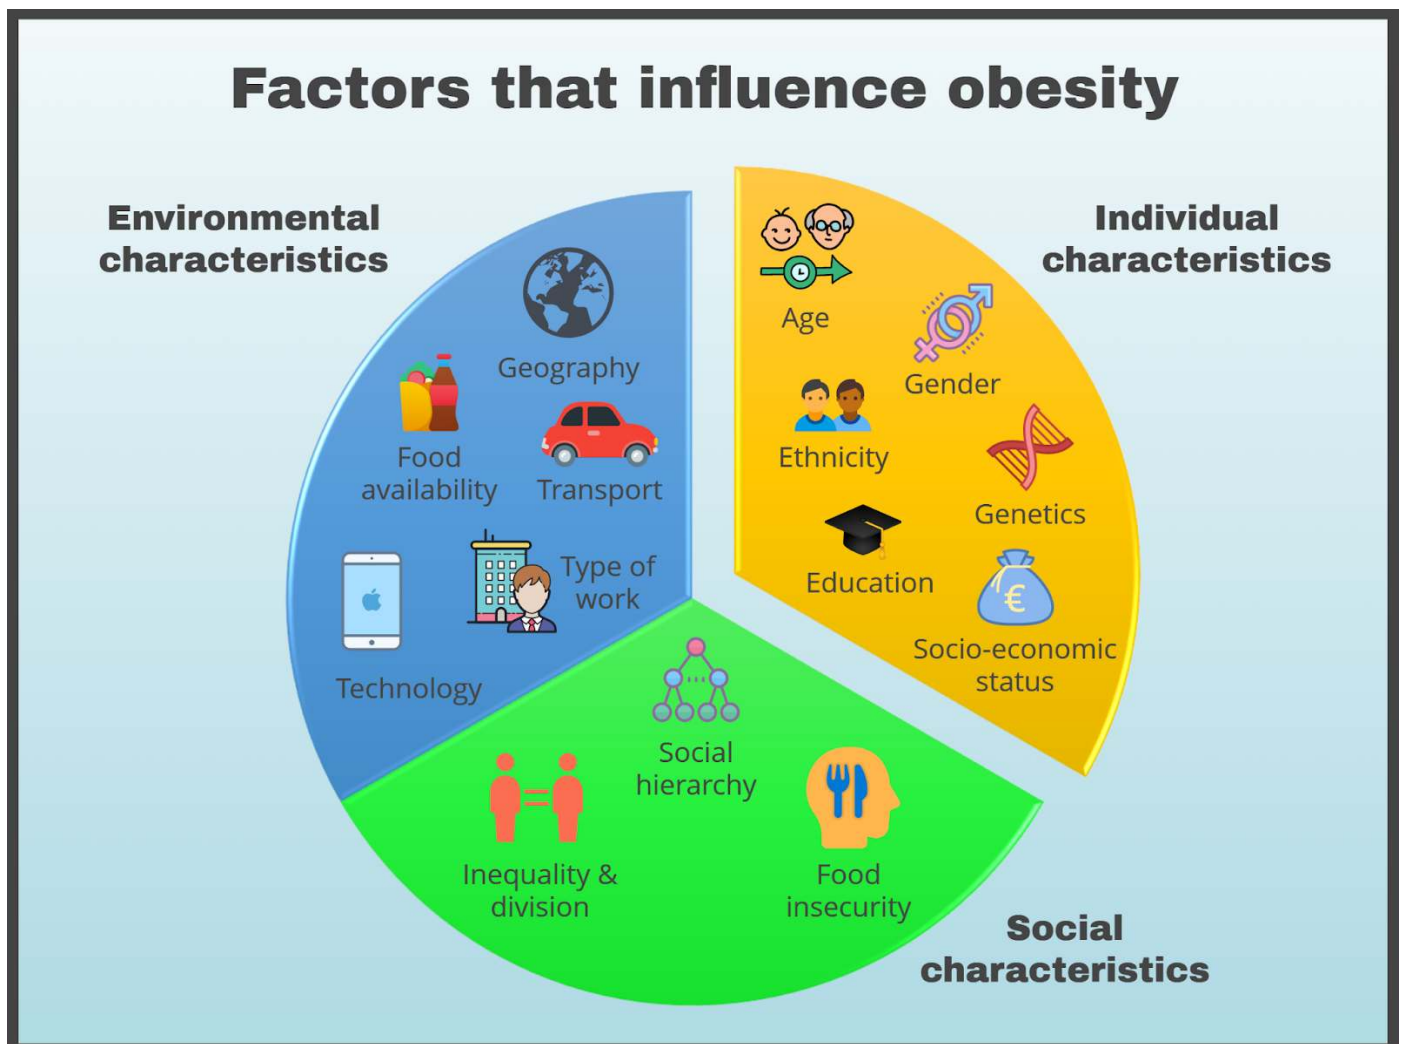 Factors that influence obesity
Environmental
characteristics
Geography
Food
availability
Transport
Type of
work
Technology
Individual
characteristics
Age
Gender
Ethnicity
Genetics
Education
€
Socio-economic
status
Social
hierarchy
Inequality &
division
Food
insecurity
Social
characteristics